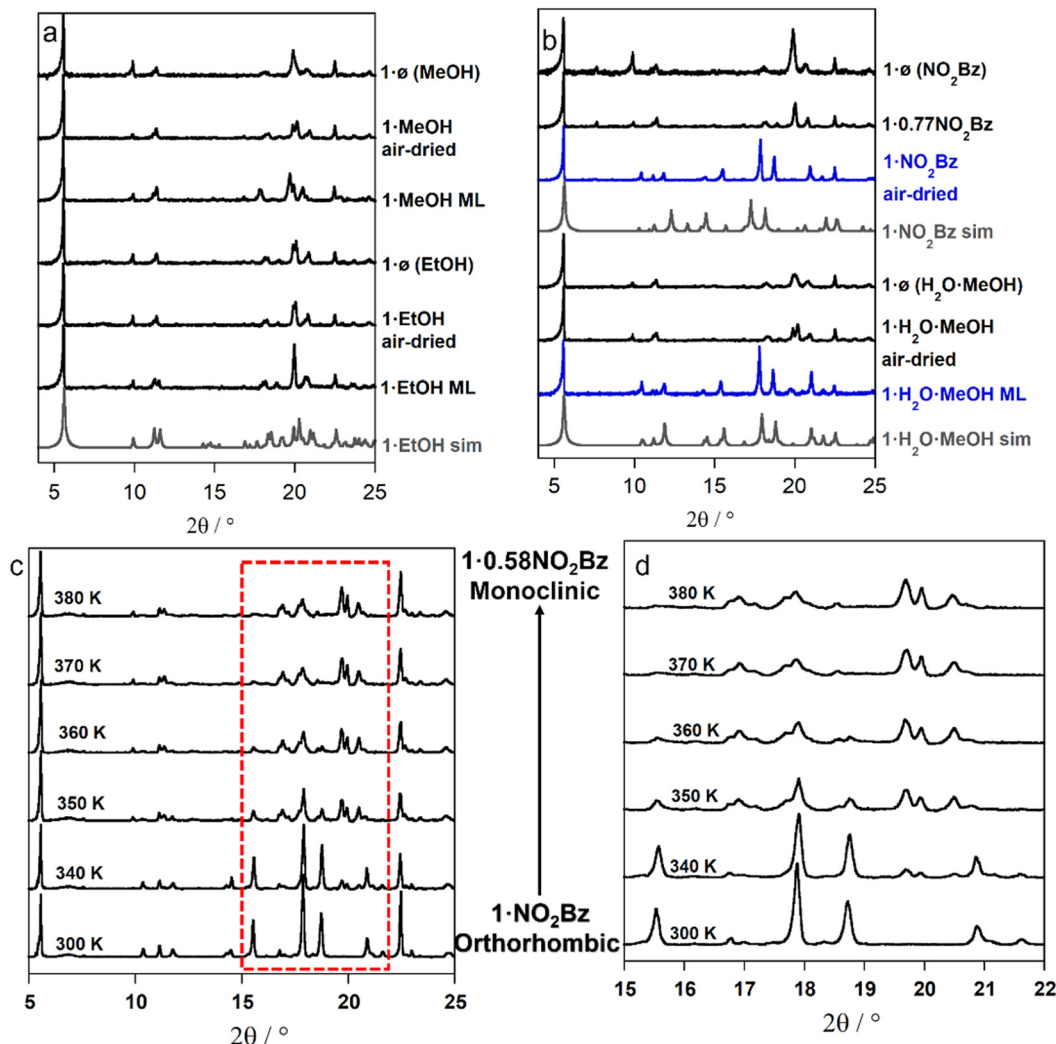 a
1·ø (MeOH)
1·MeOH
air-dried
1·MeOH ML
1·ø (EtOH)
1·EtOH
air-dried
1·EtOH ML
1·EtOH sim
5 10 15 20 25
2θ / °
b
1·ø (NO₂Bz)
1·0.77NO₂Bz
1·NO₂Bz
air-dried
1·NO₂Bz sim
1·ø (H₂O·MeOH)
1·H₂O·MeOH
air-dried
1·H₂O·MeOH ML
1·H₂O·MeOH sim
5 10 15 20 25
2θ / °
c
380 K
370 K
360 K
350 K
340 K
300 K
5 10 15 20 25
2θ / °
1·0.58NO₂Bz
Monoclinic
1·NO₂Bz
Orthorhombic
d
380 K
370 K
360 K
350 K
340 K
300 K
15 16 17 18 19 20 21 22
2θ / °